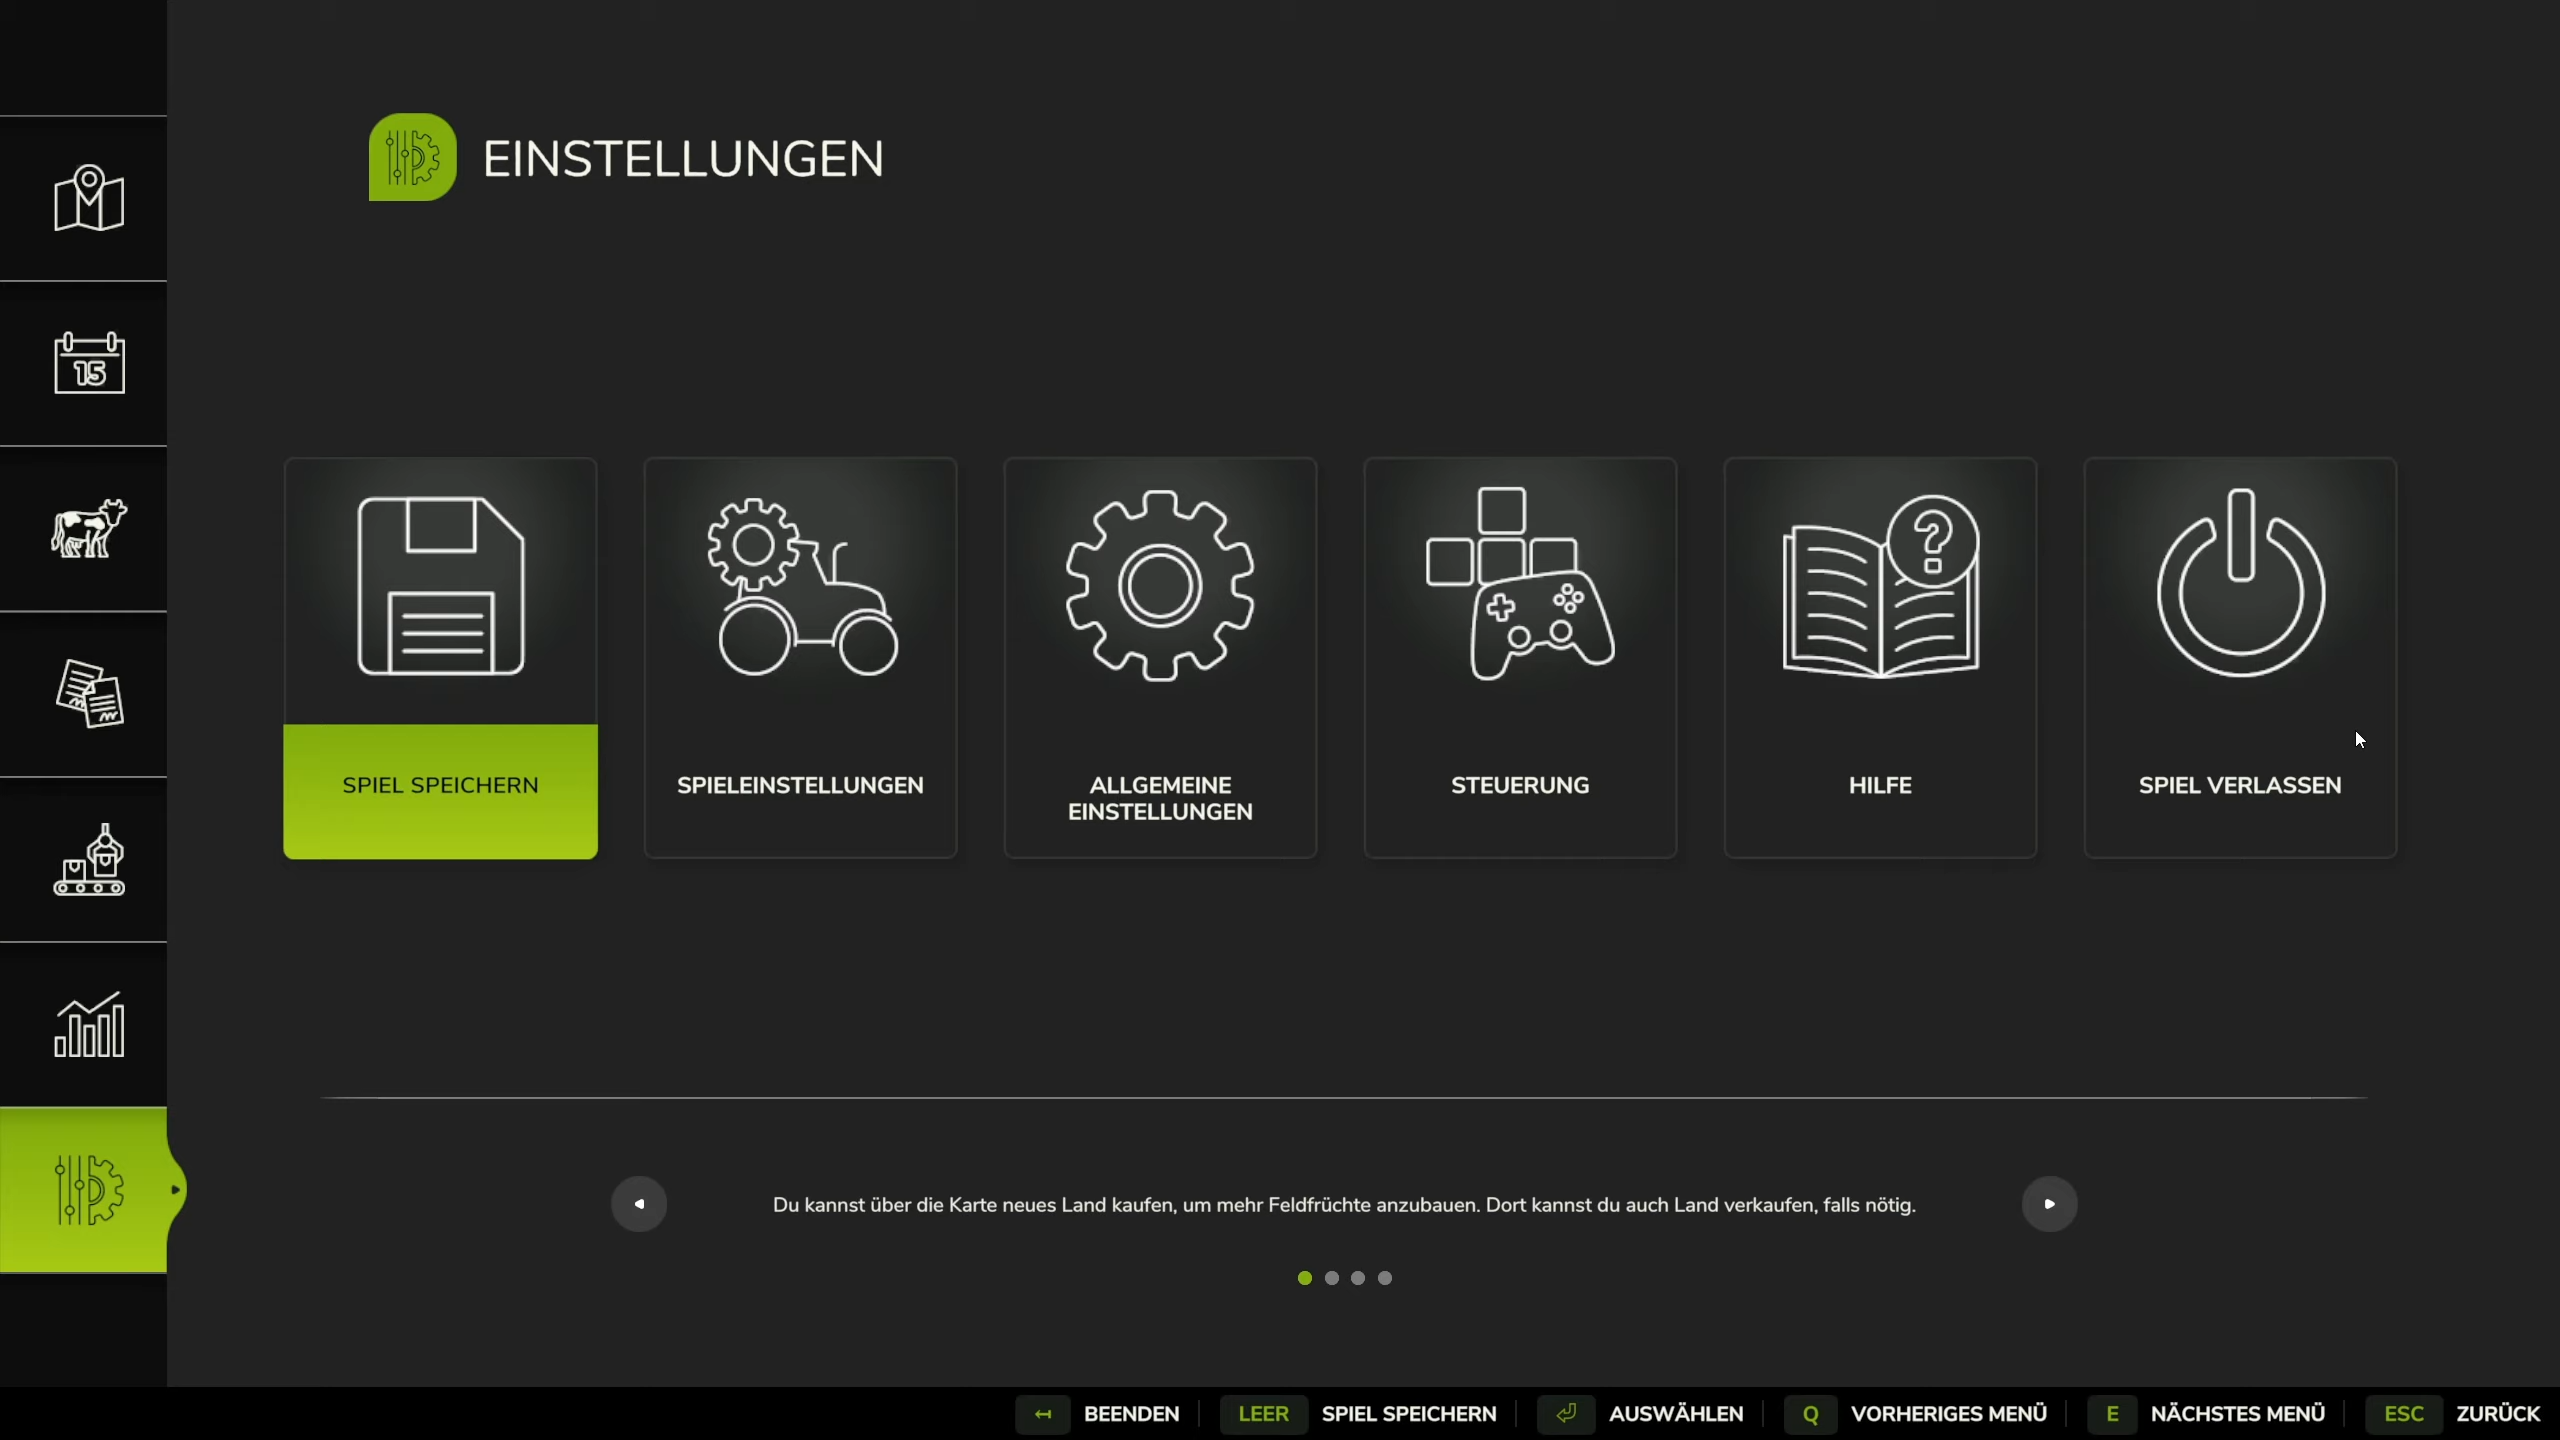 EINSTELLUNGEN
15
SPIEL SPEICHERN
SPIELEINSTELLUNGEN
ALLGEMEINE
EINSTELLUNGEN
STEUERUNG
HILFE
SPIEL VERLASSEN
Du kannst über die Karte neues Land kaufen, um mehr Feldfrüchte anzubauen. Dort kannst du auch Land verkaufen, falls nötig.
BEENDEN LEER SPIEL SPEICHERN AUSWÄHLEN Q VORHERIGES MENÜ E NÄCHSTES MENÜ ESC ZURÜCK